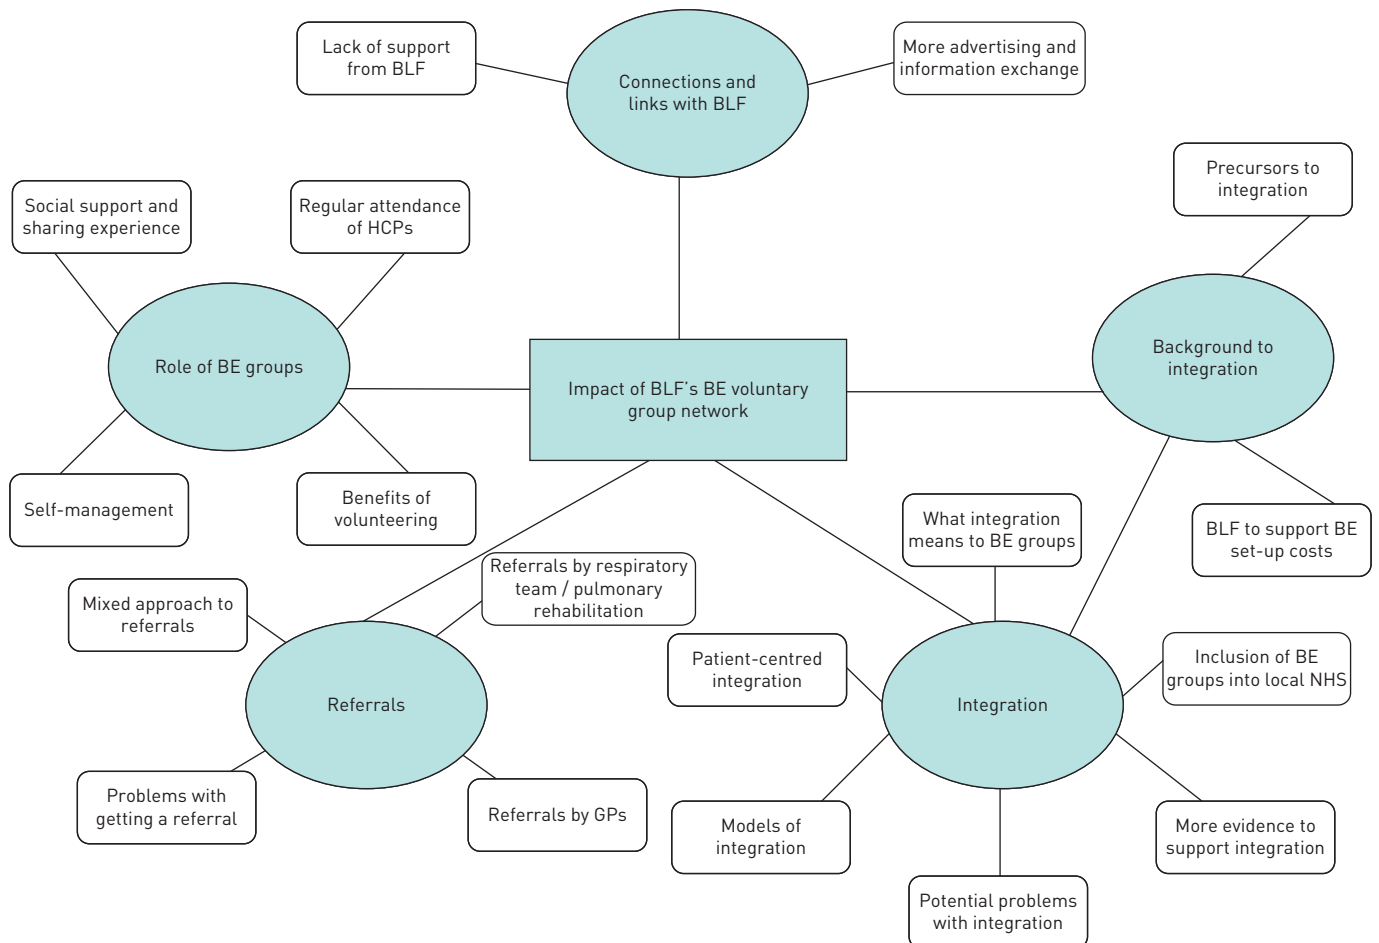 Lack of support
from BLF
Connections and
links with BLF
More advertising and
information exchange
Precursors to
integration
Social support and
sharing experience
Regular attendance
of HCPs
Role of BE groups
Impact of BLF’s BE voluntary
group network
Background to
integration
Self-management
Benefits of
volunteering
What integration
means to BE groups
BLF to support BE
set-up costs
Mixed approach to
referrals
Referrals by respiratory
team / pulmonary
rehabilitation
Patient-centred
integration
Inclusion of BE
groups into local NHS
Referrals
Integration
Problems with
getting a referral
Referrals by GPs
Models of
integration
More evidence to
support integration
Potential problems
with integration